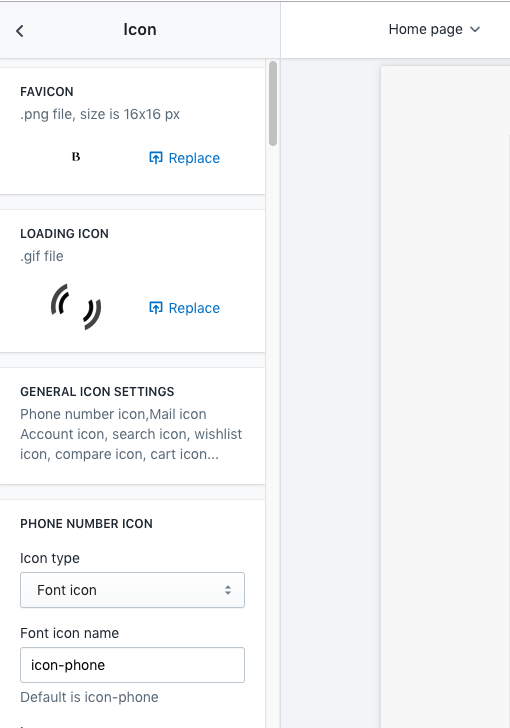 Icon
Home page
FAVICON
.png file, size is 16x16 px
B
Replace
LOADING ICON
.gif file
Replace
GENERAL ICON SETTINGS
Phone number icon,Mail icon
Account icon, search icon, wishlist
icon, compare icon, cart icon...
PHONE NUMBER ICON
Icon type
Font icon
Font icon name
icon-phone
Default is icon-phone